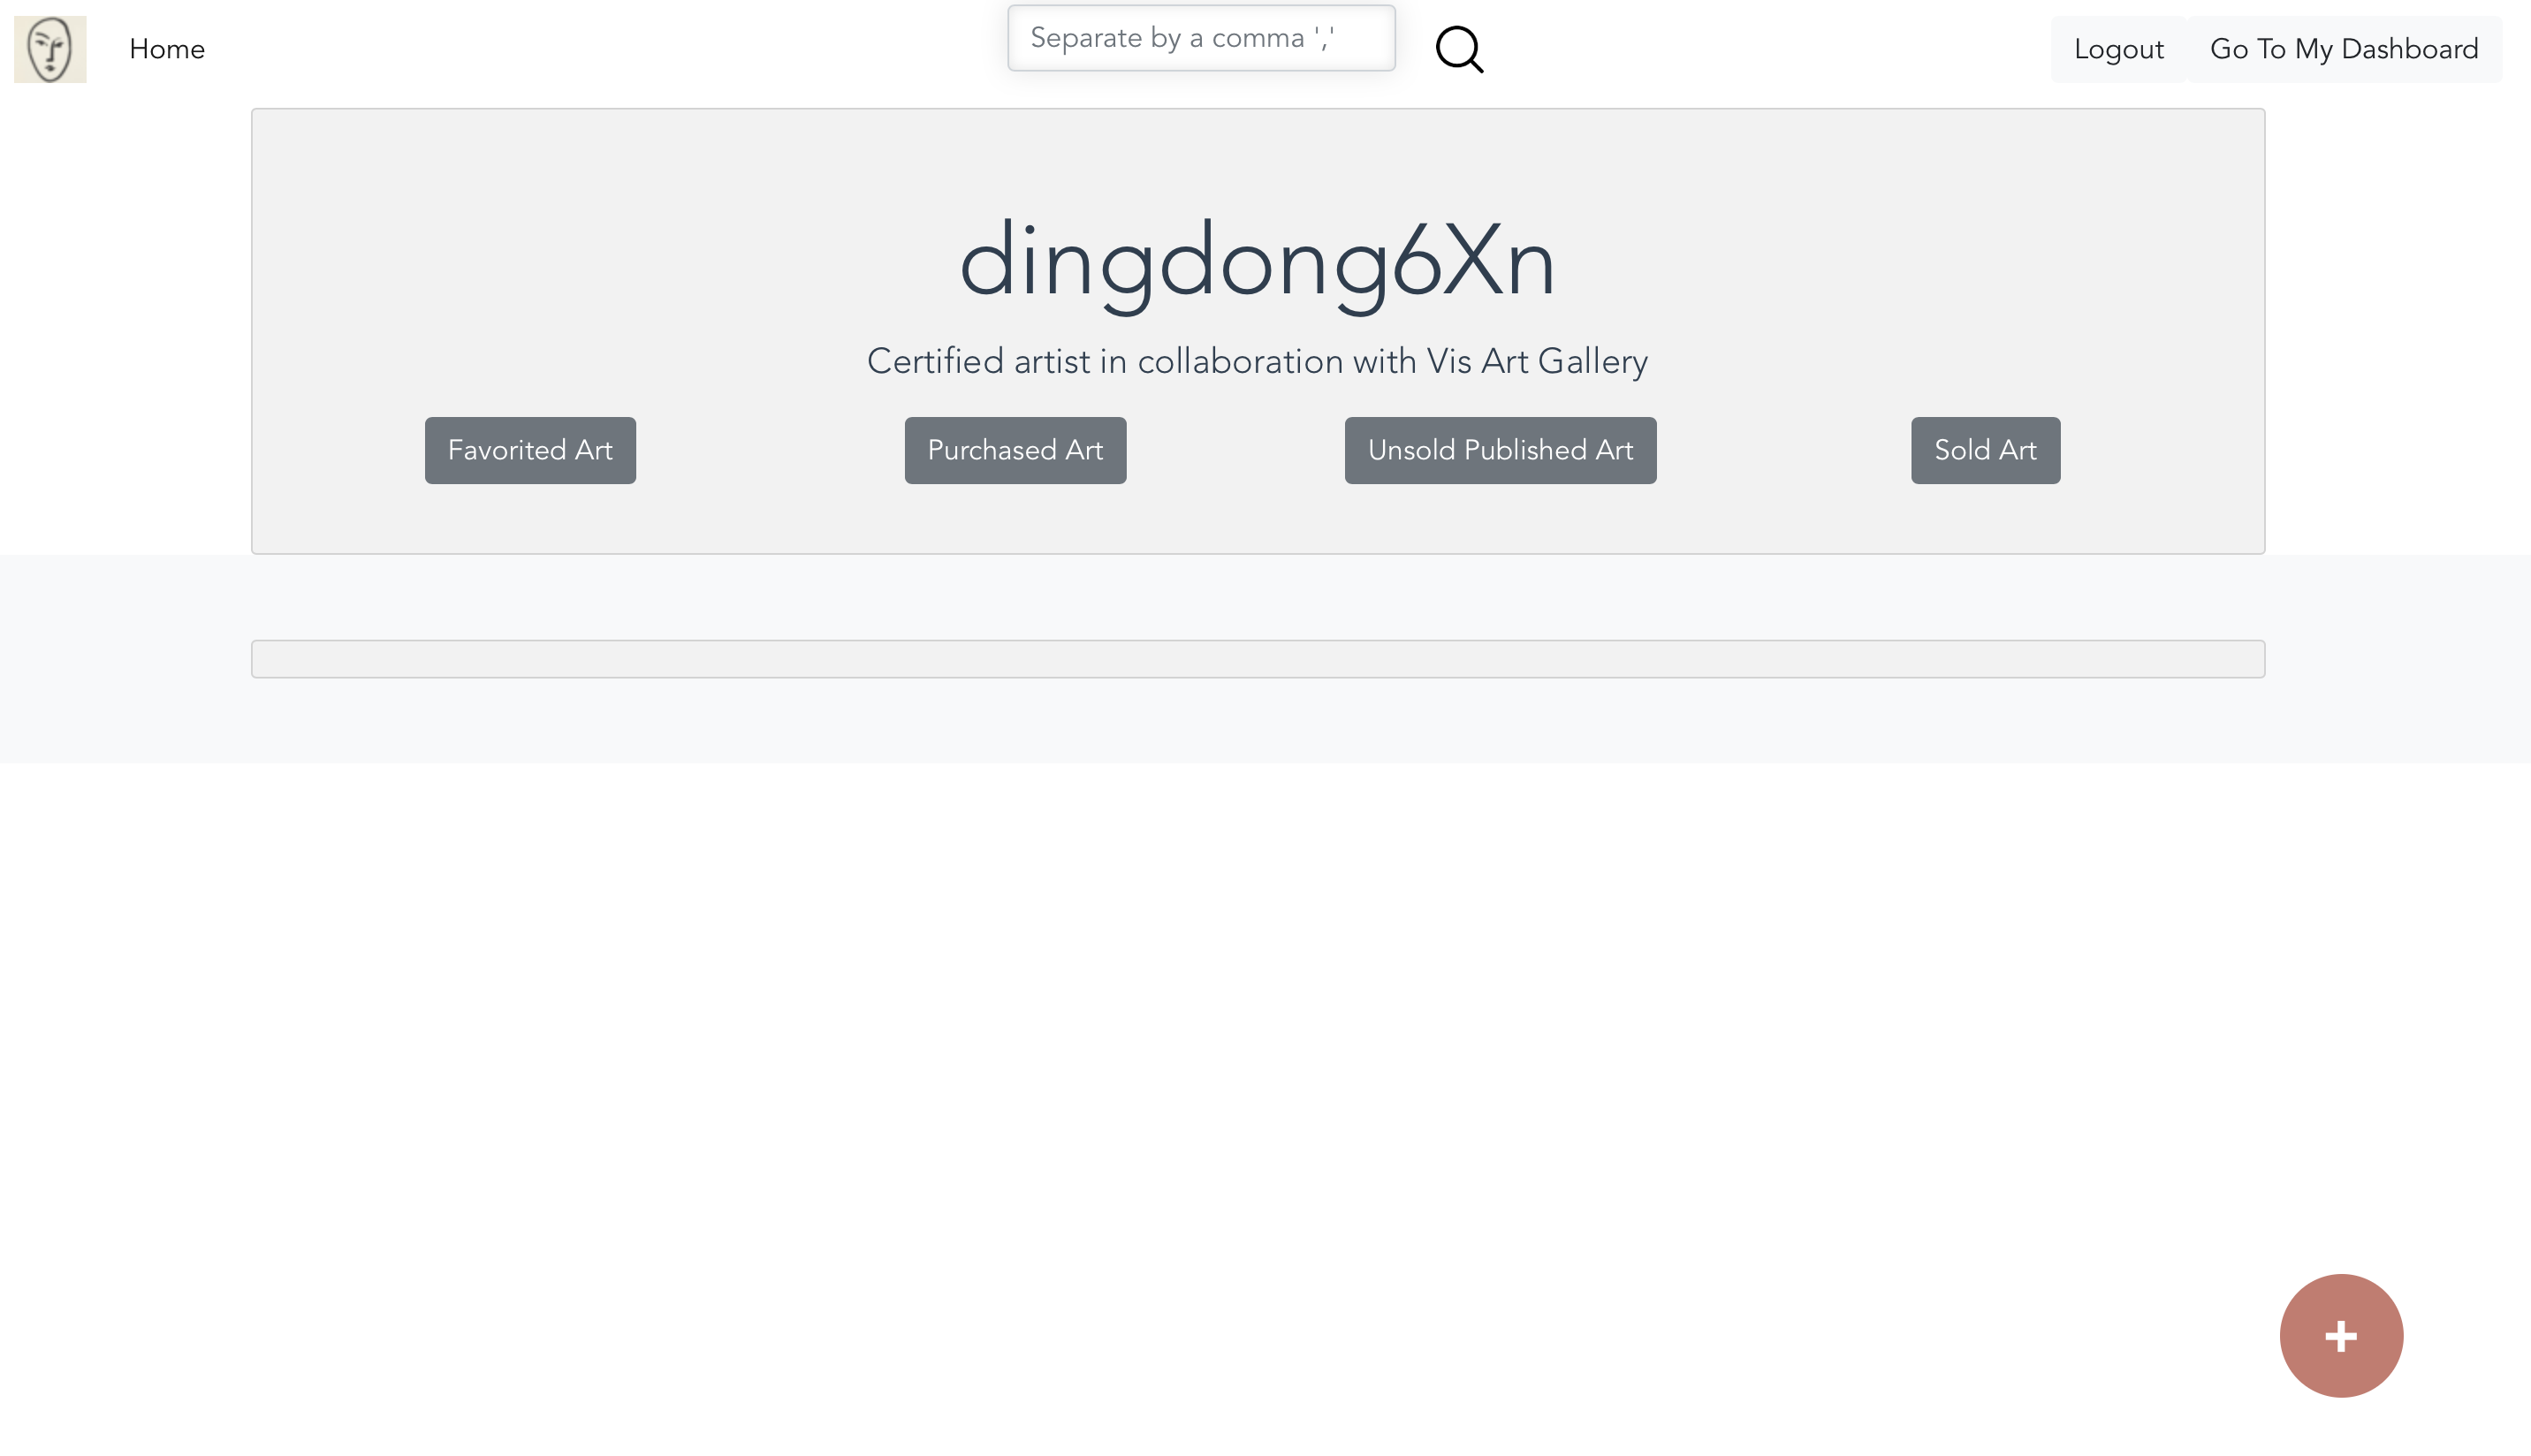 Home
Separate by a comma ','
Logout
Go To My Dashboard
dingdong6Xn
Certified artist in collaboration with Vis Art Gallery
Favorited Art
Purchased Art
Unsold Published Art
Sold Art
+